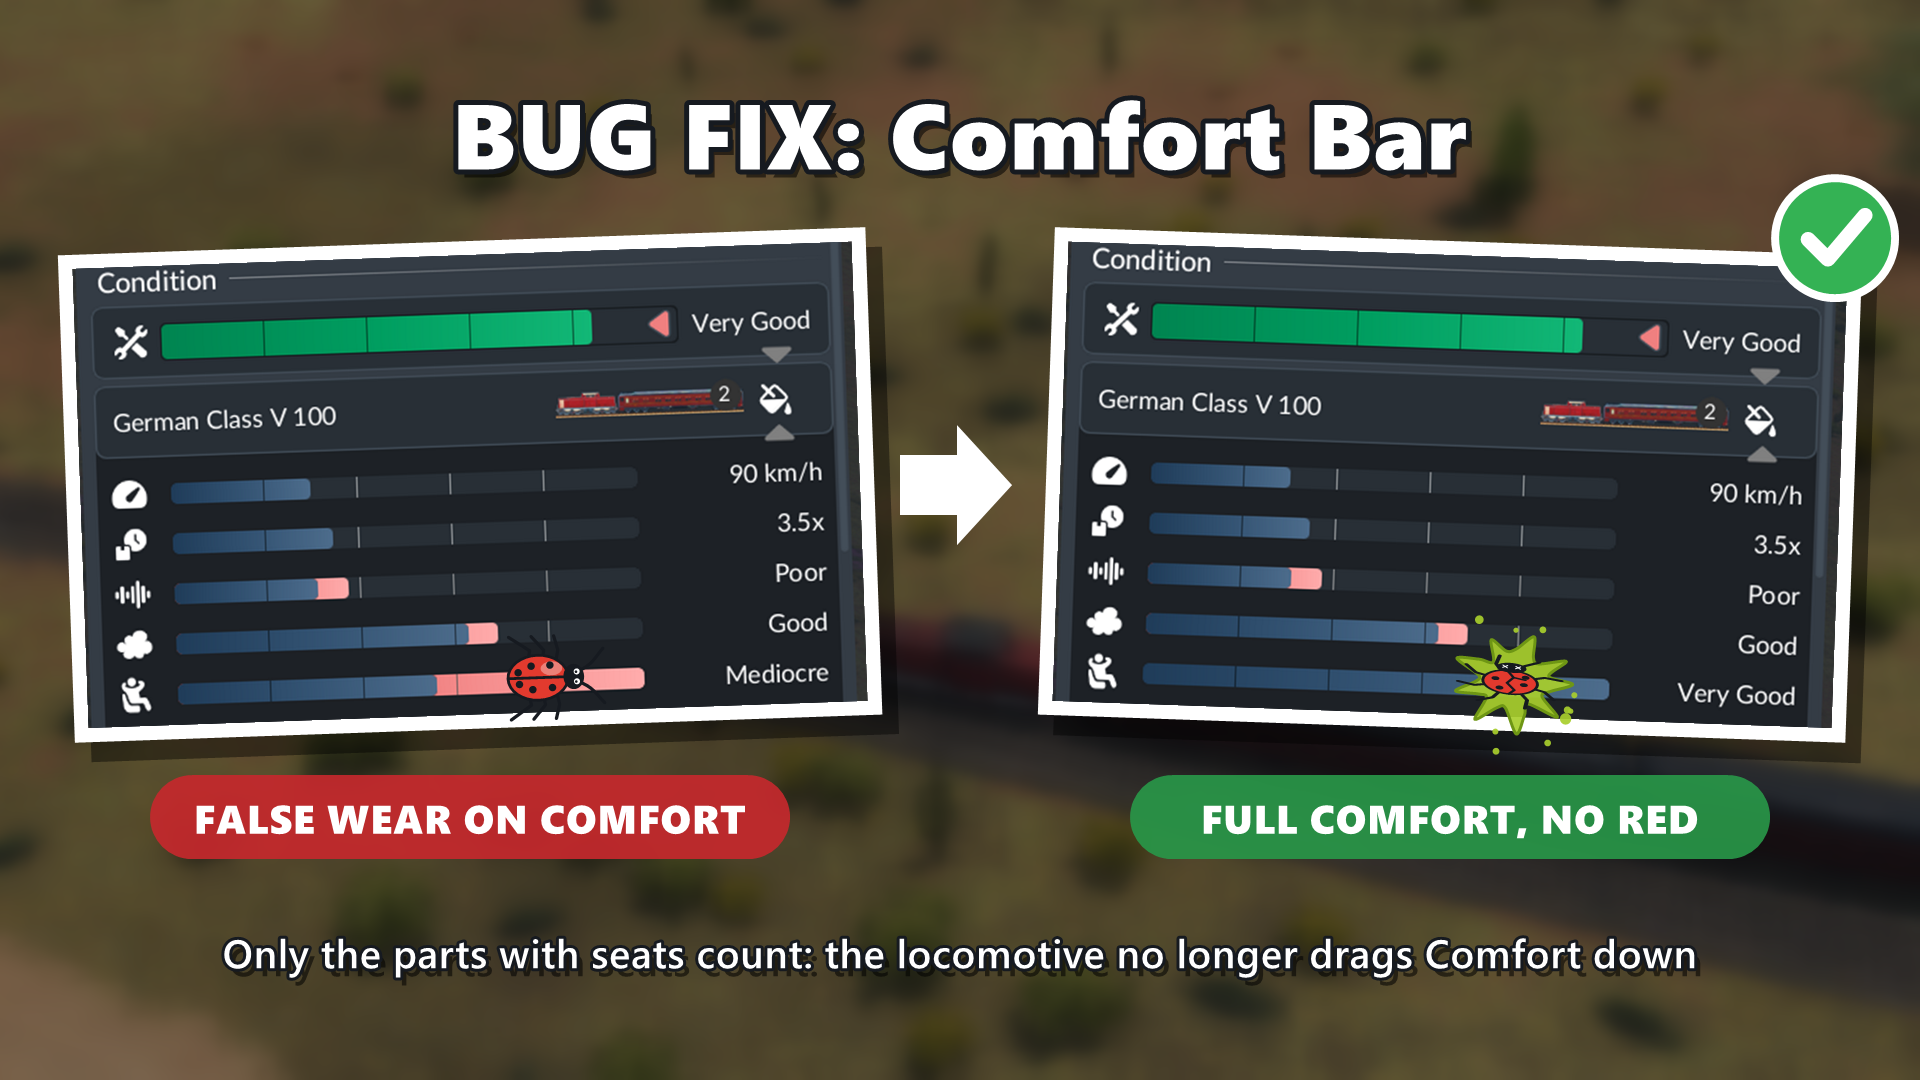 BUG FIX: Comfort Bar
Condition
Very Good
German Class V 100
2
90 km/h
3.5x
Poor
Good
Mediocre
Condition
Very Good
German Class V 100
2
90 km/h
3.5x
Poor
Good
Very Good
FALSE WEAR ON COMFORT
FULL COMFORT, NO RED
Only the parts with seats count: the locomotive no longer drags Comfort down